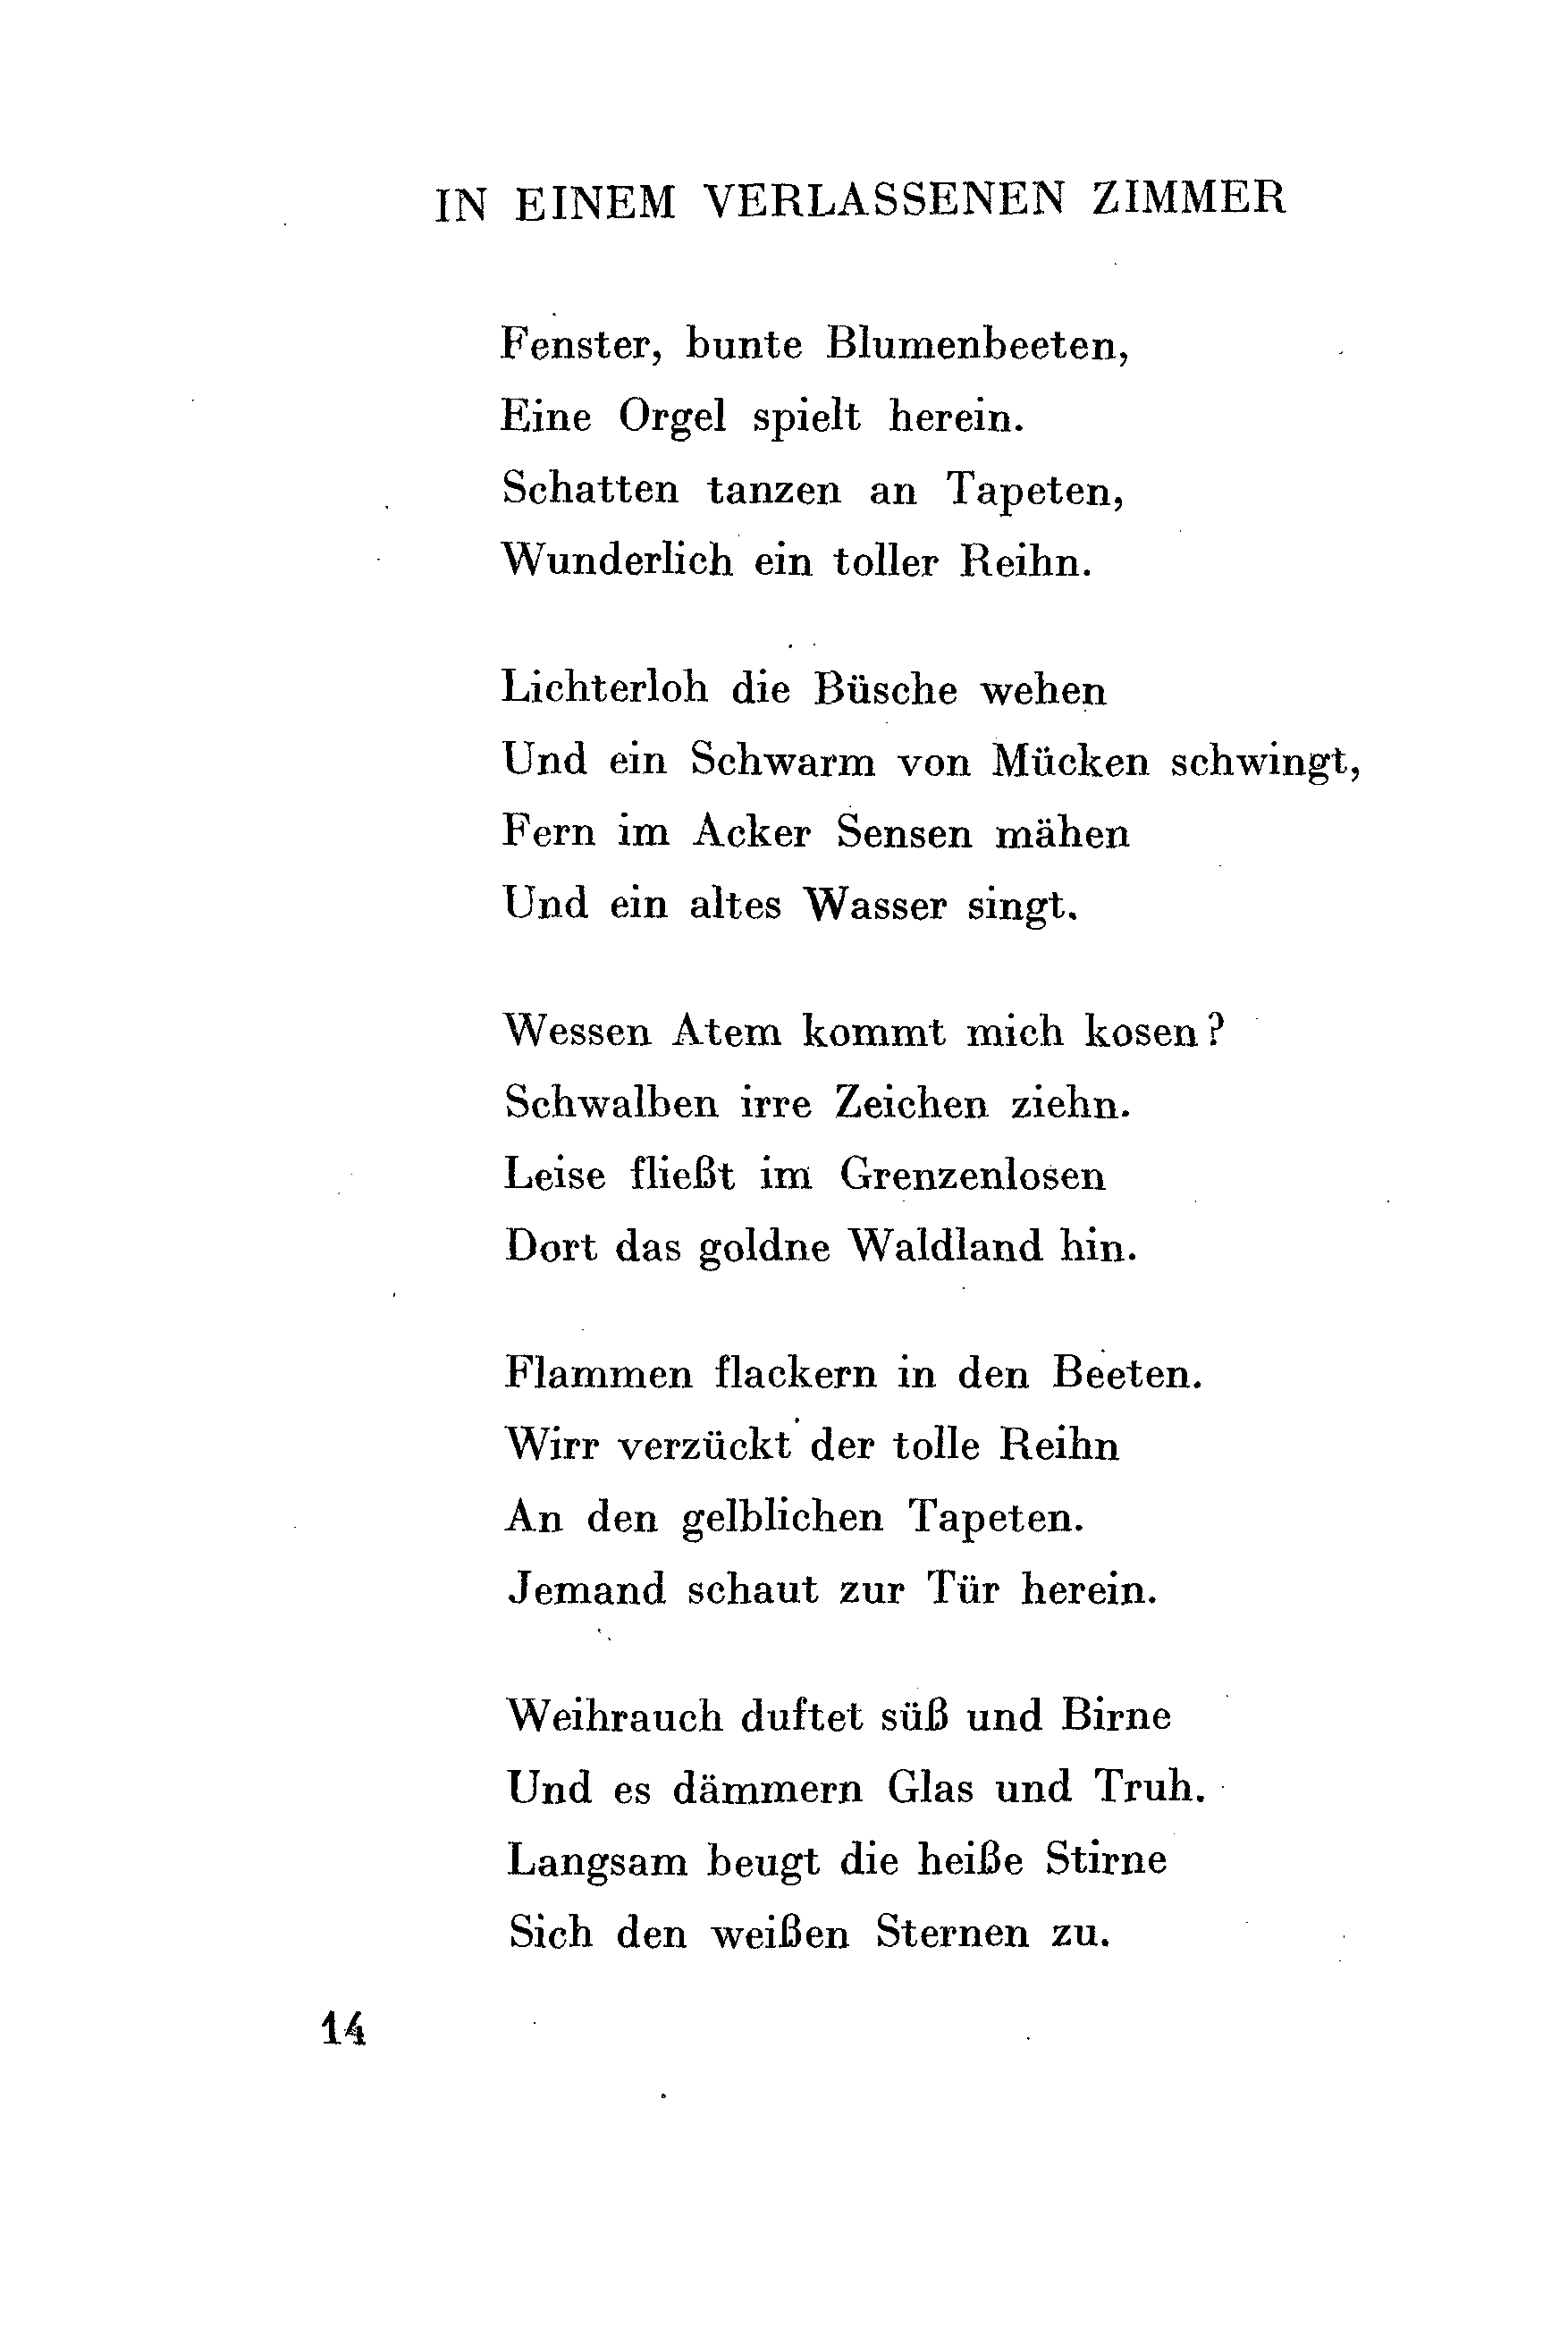 IN EINEM VERLASSENEN ZIMMER
Fenster, bunte Blumenbeeten,
Eine Orgel spielt herein.
Schatten tanzen an Tapeten,
Wunderlich ein toller Reihn.
Lichterloh die Büsche wehen
Und ein Schwarm von Mücken schwingt,
Fern im Acker Sensen mähen
Und ein altes Wasser singt.
Wessen Atem kommt mich kosen?
Schwalben irre Zeichen ziehn.
Leise fließt im Grenzenlosen
Dort das goldne Waldland hin.
Flammen flackern in den Beeten.
Wirr verzückt der tolle Reihn
An den gelblichen Tapeten.
Jemand schaut zur Tür herein.
Weihrauch duftet süß und Birne
Und es dämmern Glas und Truh.
Langsam beugt die heiße Stirne
Sich den weißen Sternen zu.
14